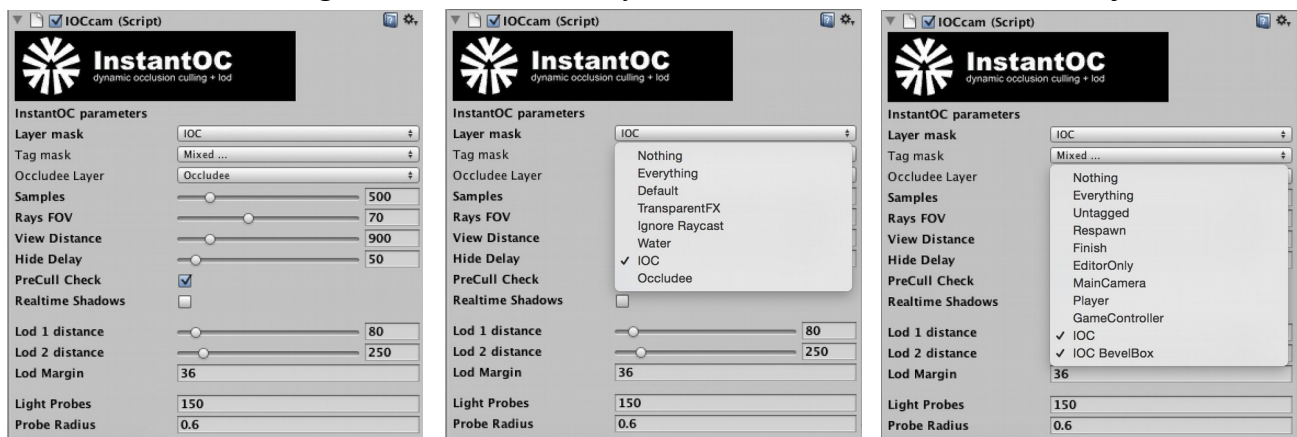 IOCcam (Script)
InstantOC
dynamic occlusion culling + lod
InstantOC parameters
Layer mask IOC
Tag mask Mixed ...
Occludee Layer Occludee
Samples 500
Rays FOV 70
View Distance 900
Hide Delay 50
PreCull Check
Realtime Shadows
Lod 1 distance 80
Lod 2 distance 250
Lod Margin 36
Light Probes 150
Probe Radius 0.6
IOCcam (Script)
InstantOC
dynamic occlusion culling + lod
InstantOC parameters
Layer mask IOC
Tag mask
Occludee Layer
Samples
Rays FOV
View Distance
Hide Delay
PreCull Check
Realtime Shadows
Nothing
Everything
Default
TransparentFX
Ignore Raycast
Water
✓ IOC
Occludee
Lod 1 distance 80
Lod 2 distance 250
Lod Margin 36
Light Probes 150
Probe Radius 0.6
IOCcam (Script)
InstantOC
dynamic occlusion culling + lod
InstantOC parameters
Layer mask IOC
Tag mask Mixed ...
Occludee Layer
Samples
Rays FOV
View Distance
Hide Delay
PreCull Check
Realtime Shadows
Lod 1 distance
Lod 2 distance
Nothing
Everything
Untagged
Respawn
Finish
EditorOnly
MainCamera
Player
GameController
✓ IOC
✓ IOC BevelBox
Lod Margin 36
Light Probes 150
Probe Radius 0.6